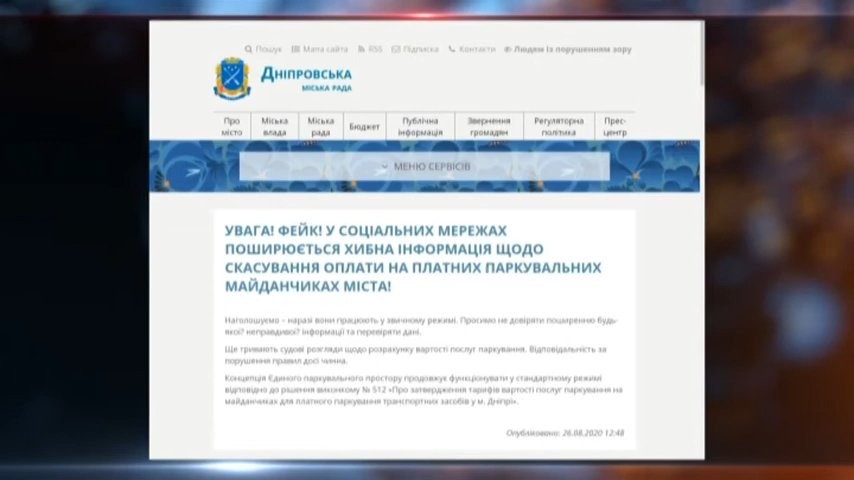 Пошук Мапа сайта RSS Підписка Контакти Людям із порушенням зору
Дніпровська
міська рада
Про місто
Міська влада
Міська рада
Бюджет
Публічна інформація
Звернення громадян
Регуляторна політика
Прес-центр
МЕНЮ СЕРВІСІВ
УВАГА! ФЕЙК! У СОЦІАЛЬНИХ МЕРЕЖАХ
ПОШИРЮЄТЬСЯ ХИБНА ІНФОРМАЦІЯ ЩОДО
СКАСУВАННЯ ОПЛАТИ НА ПЛАТНИХ ПАРКУВАЛЬНИХ
МАЙДАНЧИКАХ МІСТА!
Наголошуємо – наразі вони працюють у звичному режимі. Просимо не довіряти поширенню будь-
якої? неправдивої? інформації та перевіряти дані.
Ще тривають судові розгляди щодо розрахунку вартості послуг паркування. Відповідальність за
порушення правил досі чинна.
Концепція Єдиного паркувального простору продовжує функціонувати у стандартному режимі
відповідно до рішення виконкому № 512 «Про затвердження тарифів вартості послуг паркування на
майданчиках для платного паркування транспортних засобів у м. Дніпрі».
Опубліковано: 26.08.2020 12:48